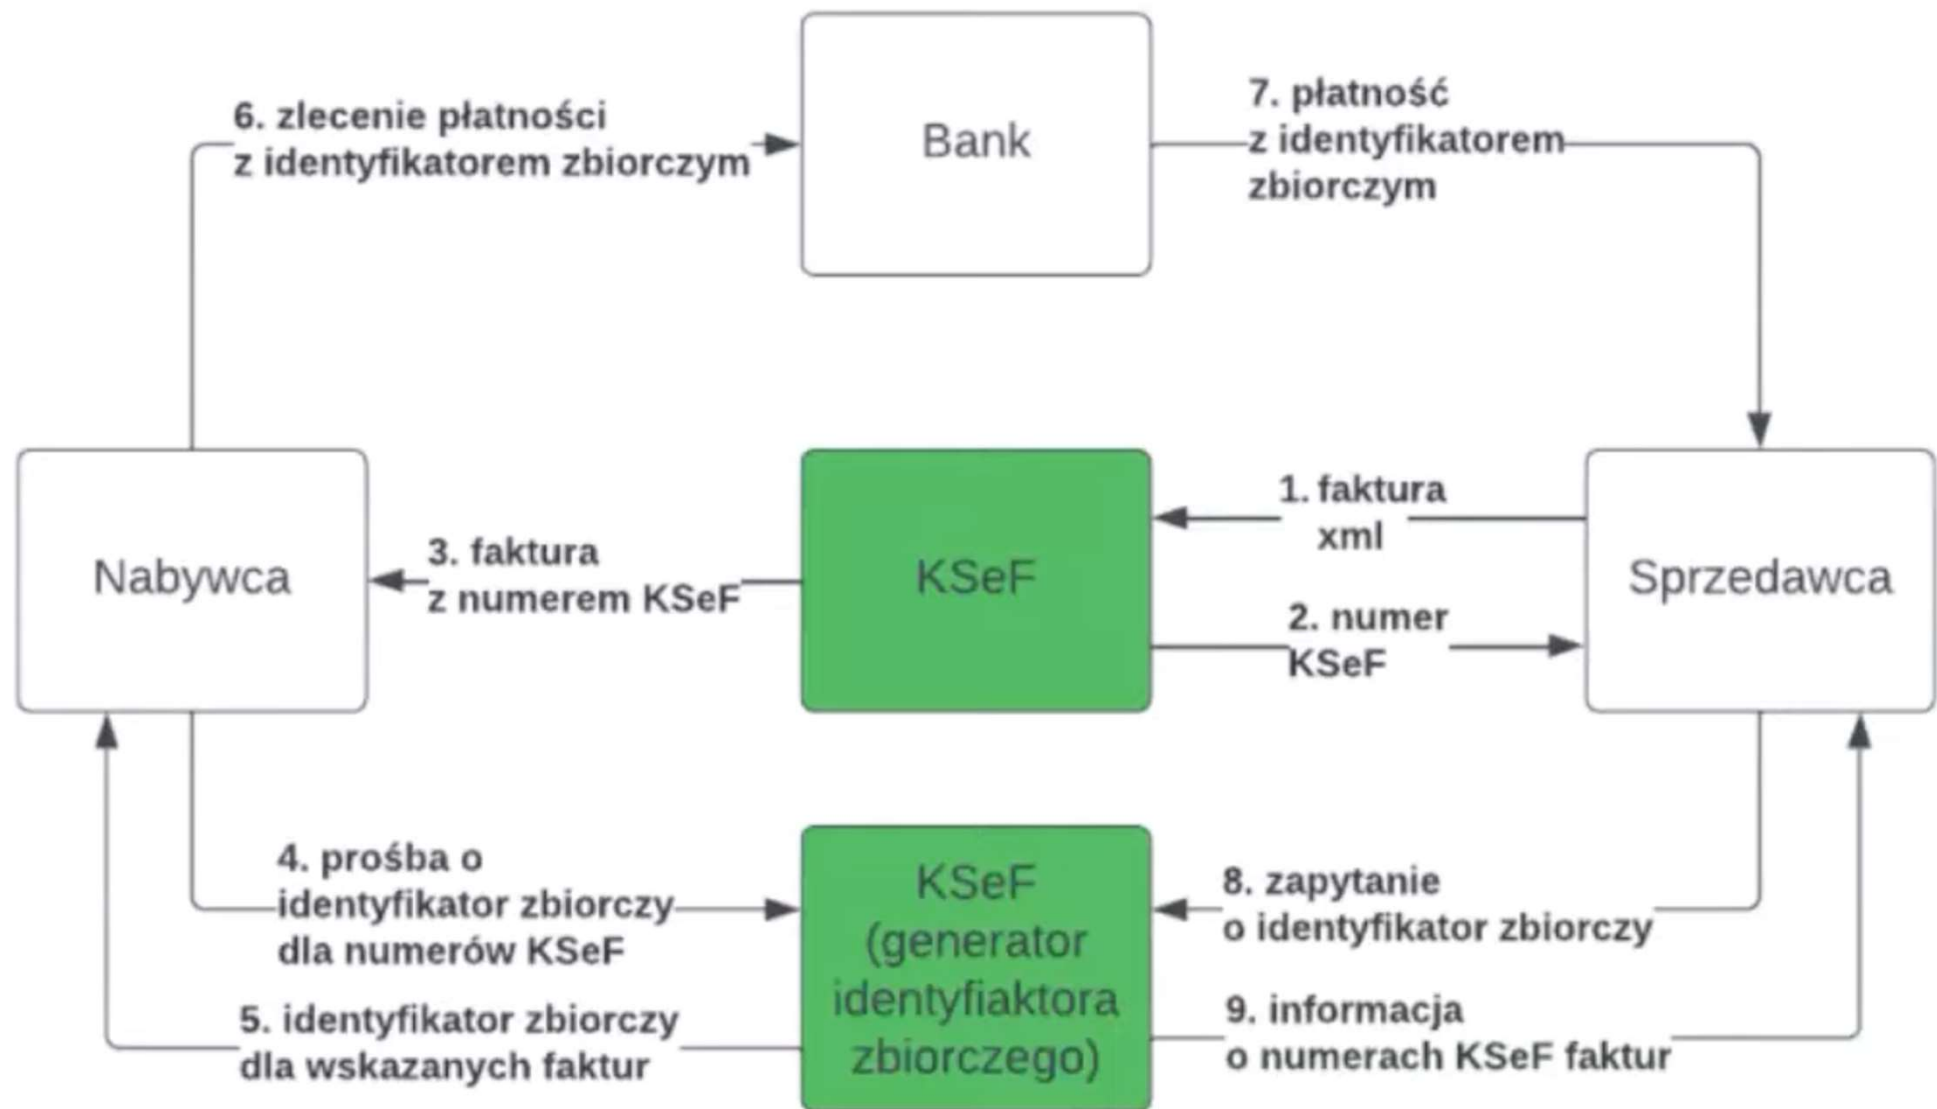 6. zlecenie płatności
z identyfikatorem zbiorczym
Bank
7. płatność
z identyfikatorem
zbiorczym
Nabywca
3. faktura
z numerem KSeF
KSeF
1. faktura
xml
2. numer
KSeF
Sprzedawca
4. prośba o
identyfikator zbiorczy
dla numerów KSeF
5. identyfikator zbiorczy
dla wskazanych faktur
KSeF
(generator
identyfiaktora
zbiorczego)
8. zapytanie
o identyfikator zbiorczy
9. informacja
o numerach KSeF faktur